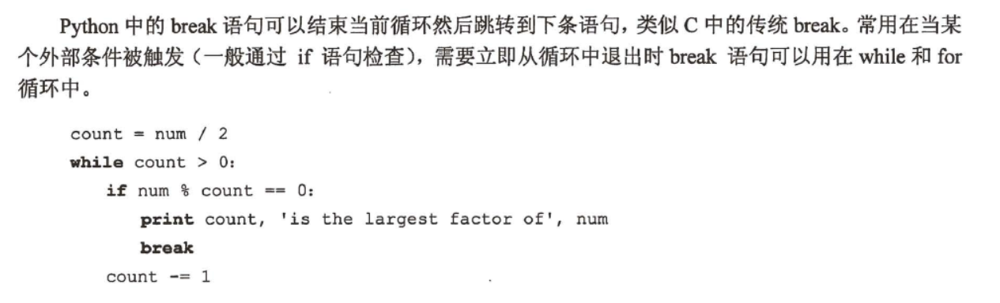 Python 中的 break 语句可以结束当前循环然后跳转到下条语句，类似 C 中的传统 break。常用在当某
个外部条件被触发（一般通过 if 语句检查），需要立即从循环中退出时 break 语句可以用在 while 和 for
循环中。
count = num / 2
while count > 0:
if num % count == 0:
print count, 'is the largest factor of', num
break
count -= 1